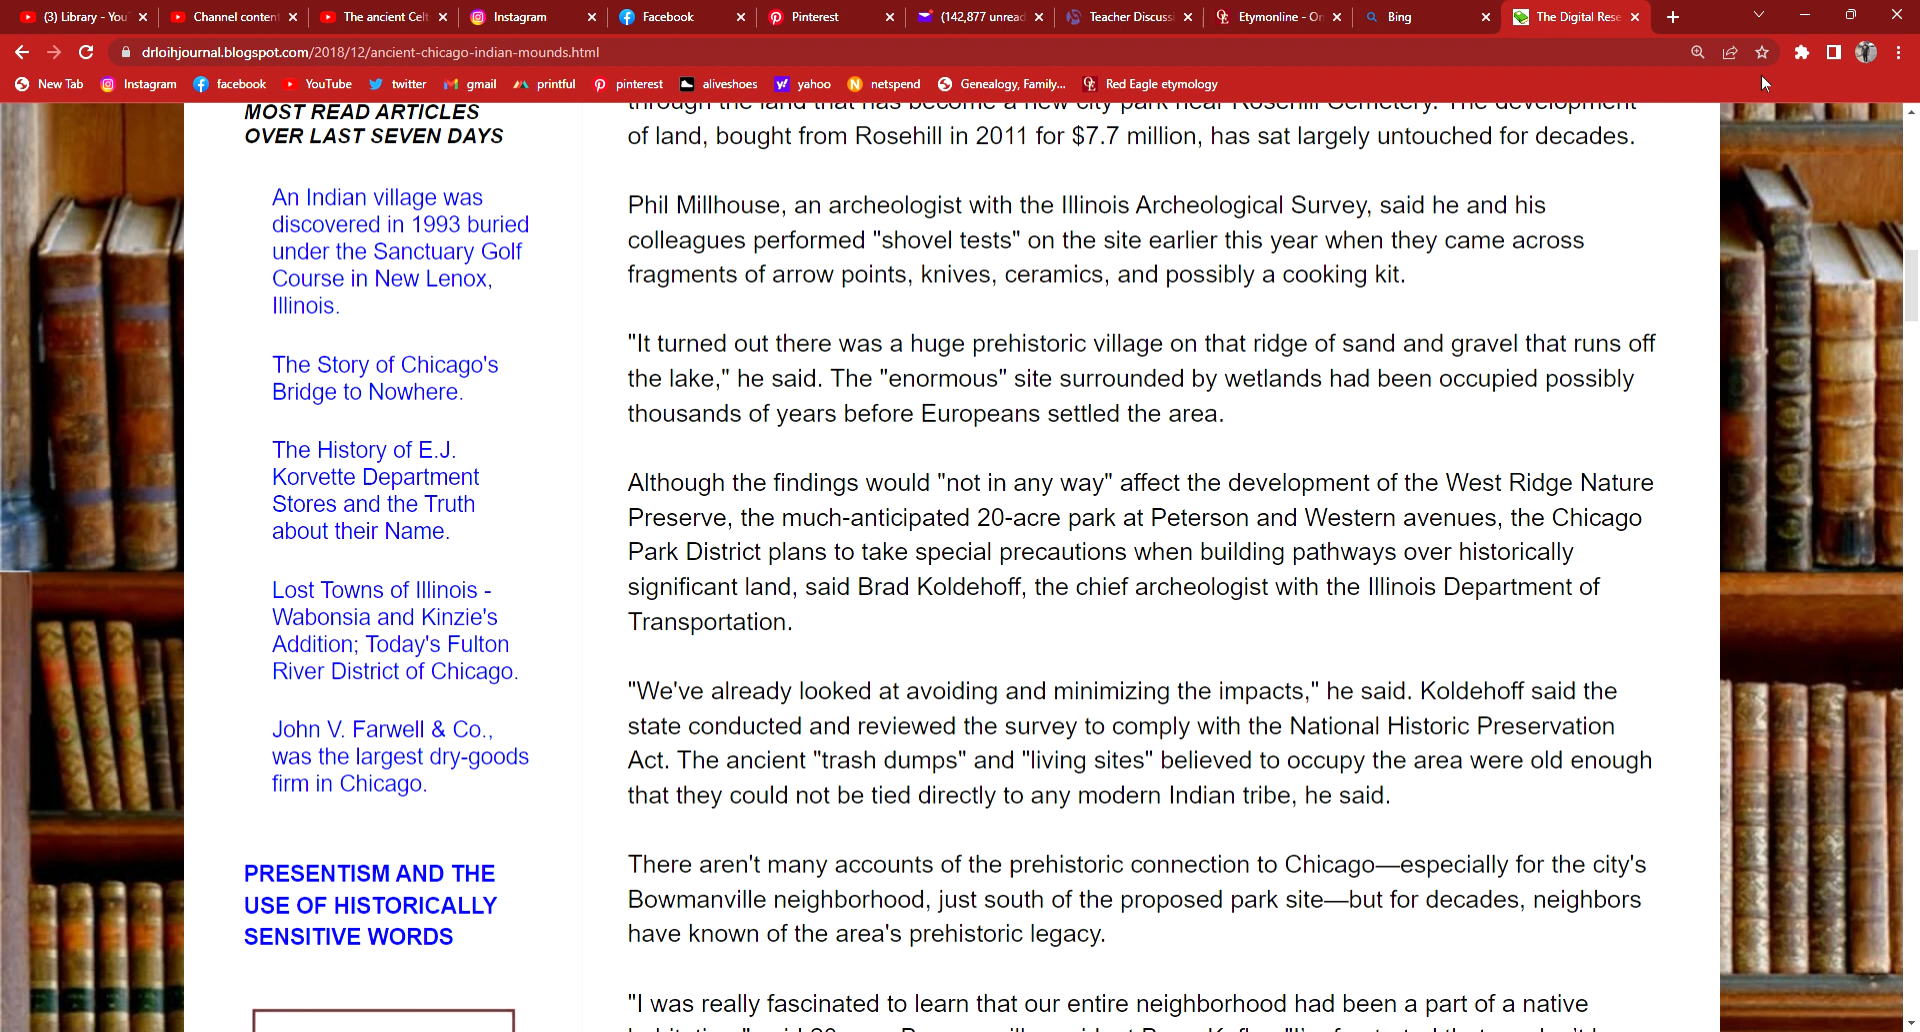 (3) Library - You
Channel content
The ancient Celt
Instagram
Facebook
Pinterest
(142,877 unread
Teacher Discuss
Etymonline - On
Bing
The Digital Rese
drloihjournal.blogspot.com/2018/12/ancient-chicago-indian-mounds.html
New Tab
Instagram
facebook
YouTube
twitter
gmail
printful
pinterest
aliveshoes
yahoo
netspend
Genealogy, Family...
Red Eagle etymology
MOST READ ARTICLES
OVER LAST SEVEN DAYS
An Indian village was
discovered in 1993 buried
under the Sanctuary Golf
Course in New Lenox,
Illinois.
The Story of Chicago's
Bridge to Nowhere.
The History of E.J.
Korvette Department
Stores and the Truth
about their Name.
Lost Towns of Illinois -
Wabonsia and Kinzie's
Addition; Today's Fulton
River District of Chicago.
John V. Farwell & Co.,
was the largest dry-goods
firm in Chicago.
PRESENTISM AND THE
USE OF HISTORICALLY
SENSITIVE WORDS
through the land that has become a new city park near Rosehill Cemetery. The development
of land, bought from Rosehill in 2011 for $7.7 million, has sat largely untouched for decades.
Phil Millhouse, an archeologist with the Illinois Archeological Survey, said he and his
colleagues performed "shovel tests" on the site earlier this year when they came across
fragments of arrow points, knives, ceramics, and possibly a cooking kit.
"It turned out there was a huge prehistoric village on that ridge of sand and gravel that runs off
the lake," he said. The "enormous" site surrounded by wetlands had been occupied possibly
thousands of years before Europeans settled the area.
Although the findings would "not in any way" affect the development of the West Ridge Nature
Preserve, the much-anticipated 20-acre park at Peterson and Western avenues, the Chicago
Park District plans to take special precautions when building pathways over historically
significant land, said Brad Koldehoff, the chief archeologist with the Illinois Department of
Transportation.
"We've already looked at avoiding and minimizing the impacts," he said. Koldehoff said the
state conducted and reviewed the survey to comply with the National Historic Preservation
Act. The ancient "trash dumps" and "living sites" believed to occupy the area were old enough
that they could not be tied directly to any modern Indian tribe, he said.
There aren't many accounts of the prehistoric connection to Chicago—especially for the city's
Bowmanville neighborhood, just south of the proposed park site—but for decades, neighbors
have known of the area's prehistoric legacy.
"I was really fascinated to learn that our entire neighborhood had been a part of a native